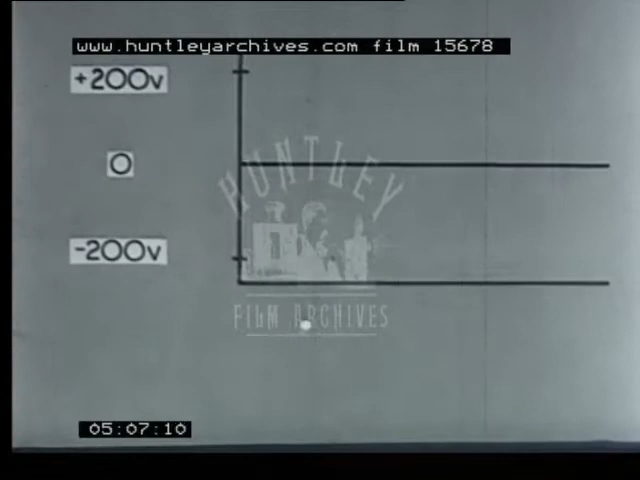 www.huntleyarchives.com film 15678
+200v
0
-200v
HUNTLEY
FILM ARCHIVES
05:07:10